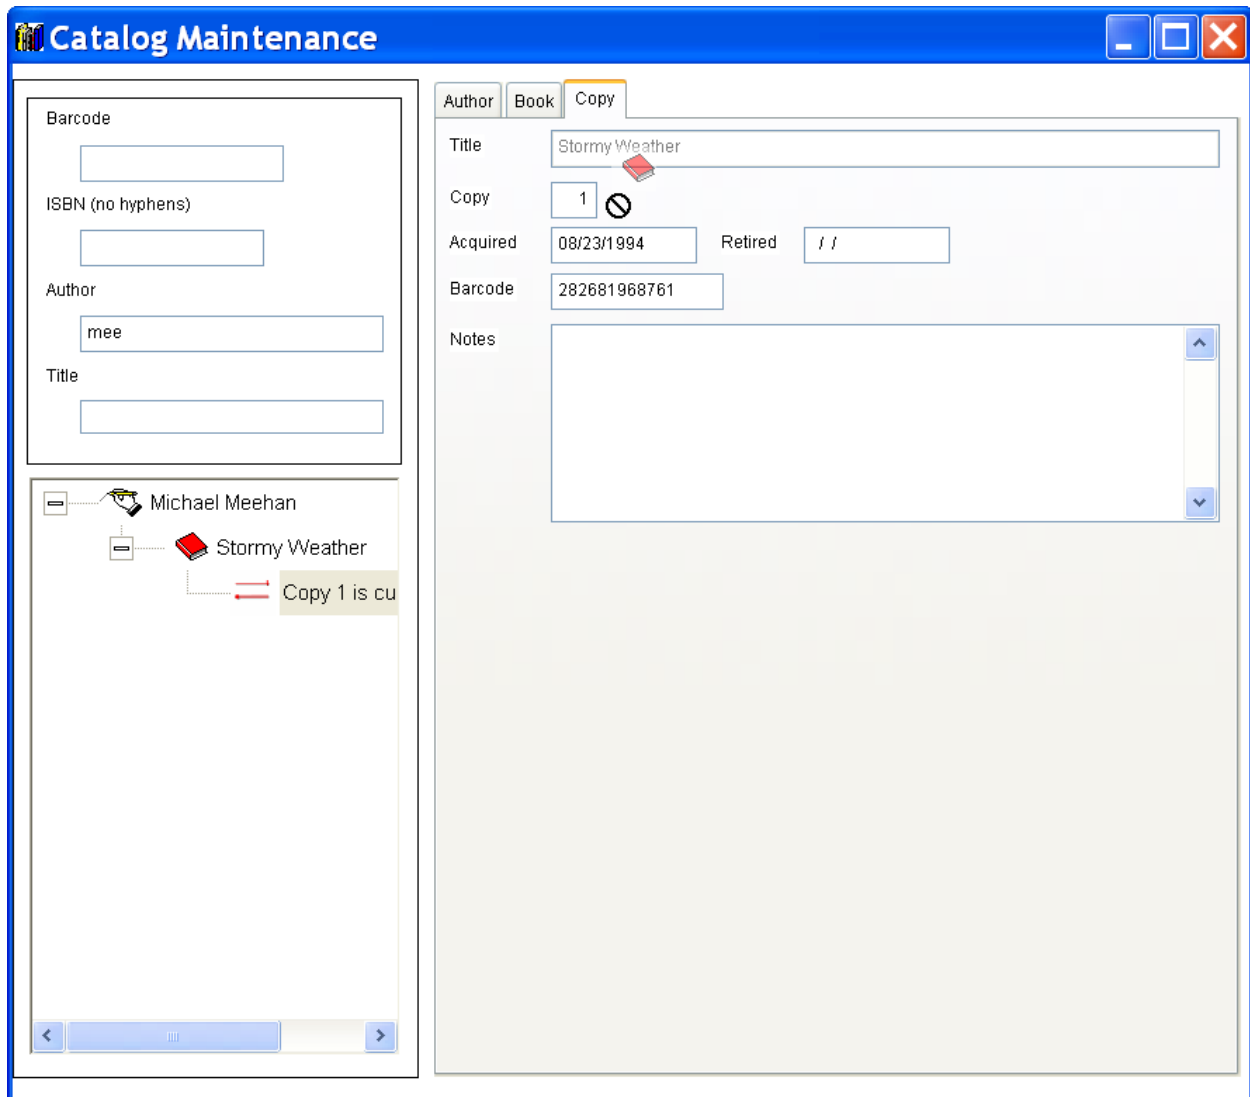 Catalog Maintenance
Barcode
ISBN (no hyphens)
Author
mee
Title
Michael Meehan
Stormy Weather
Copy 1 is cu
Author Book Copy
Title Stormy Weather
Copy 1
Acquired 08/23/1994 Retired / /
Barcode 282681968761
Notes